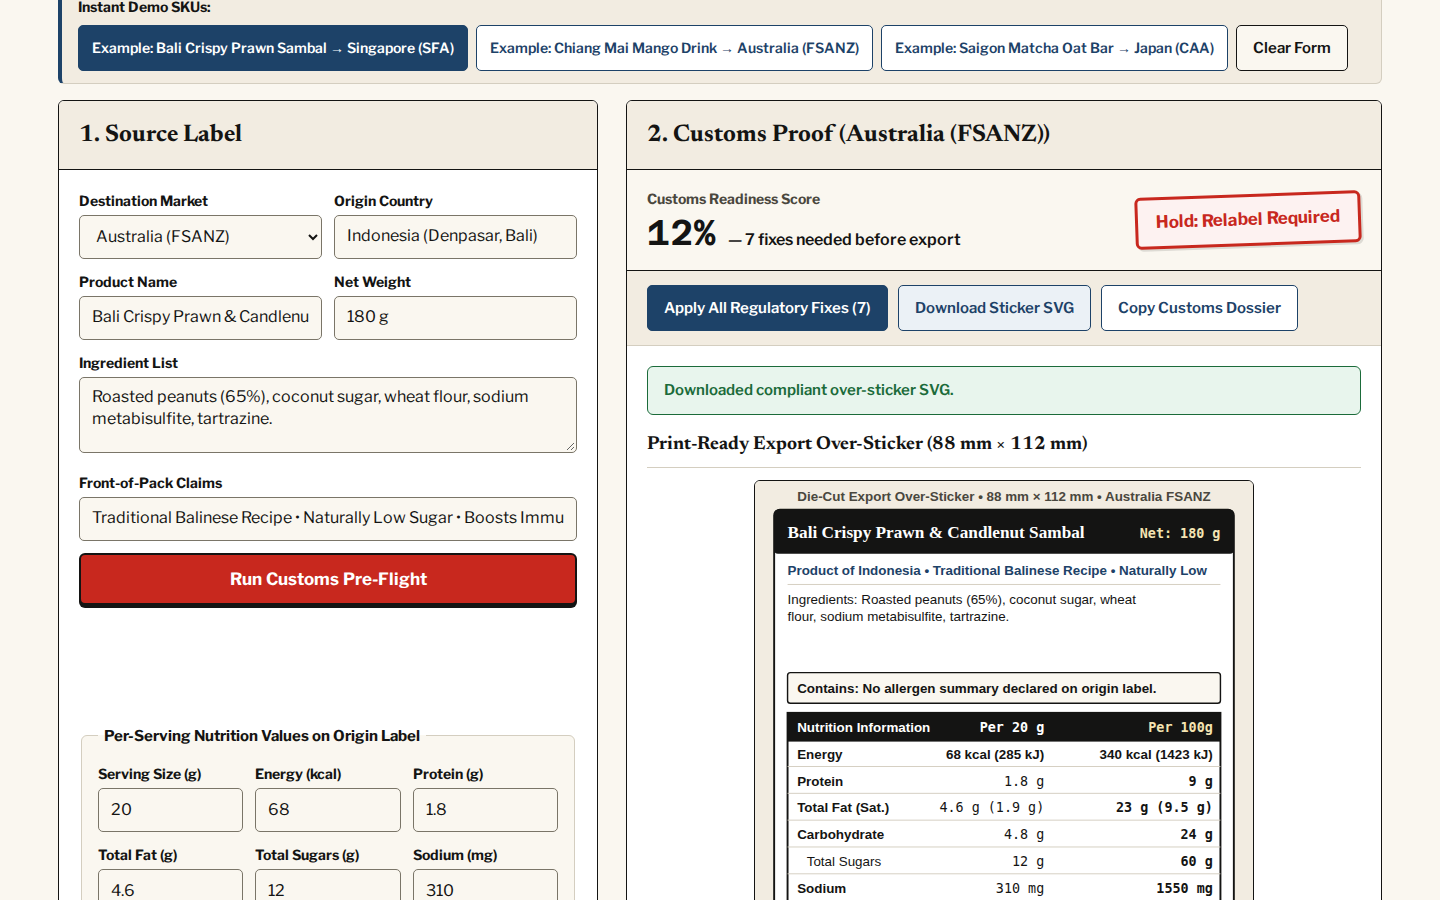 Instant Demo SKUs:
Example: Bali Crispy Prawn Sambal → Singapore (SFA)
Example: Chiang Mai Mango Drink → Australia (FSANZ)
Example: Saigon Matcha Oat Bar → Japan (CAA)
Clear Form
1. Source Label
Destination Market
Origin Country
Australia (FSANZ)
Indonesia (Denpasar, Bali)
Product Name
Net Weight
Bali Crispy Prawn & Candlenu
180 g
Ingredient List
Roasted peanuts (65%), coconut sugar, wheat flour, sodium
metabisulfite, tartrazine.
Front-of-Pack Claims
Traditional Balinese Recipe • Naturally Low Sugar • Boosts Immu
Run Customs Pre-Flight
Per-Serving Nutrition Values on Origin Label
Serving Size (g)
Energy (kcal)
Protein (g)
20
68
1.8
Total Fat (g)
Total Sugars (g)
Sodium (mg)
4.6
12
310
2. Customs Proof (Australia (FSANZ))
Customs Readiness Score
12% — 7 fixes needed before export
Hold: Relabel Required
Apply All Regulatory Fixes (7)
Download Sticker SVG
Copy Customs Dossier
Downloaded compliant over-sticker SVG.
Print-Ready Export Over-Sticker (88 mm × 112 mm)
Die-Cut Export Over-Sticker • 88 mm × 112 mm • Australia FSANZ
Bali Crispy Prawn & Candlenut Sambal Net: 180 g
Product of Indonesia • Traditional Balinese Recipe • Naturally Low
Ingredients: Roasted peanuts (65%), coconut sugar, wheat
flour, sodium metabisulfite, tartrazine.
Contains: No allergen summary declared on origin label.
Nutrition Information Per 20 g Per 100g
Energy 68 kcal (285 kJ) 340 kcal (1423 kJ)
Protein 1.8 g 9 g
Total Fat (Sat.) 4.6 g (1.9 g) 23 g (9.5 g)
Carbohydrate 4.8 g 24 g
Total Sugars 12 g 60 g
Sodium 310 mg 1550 mg